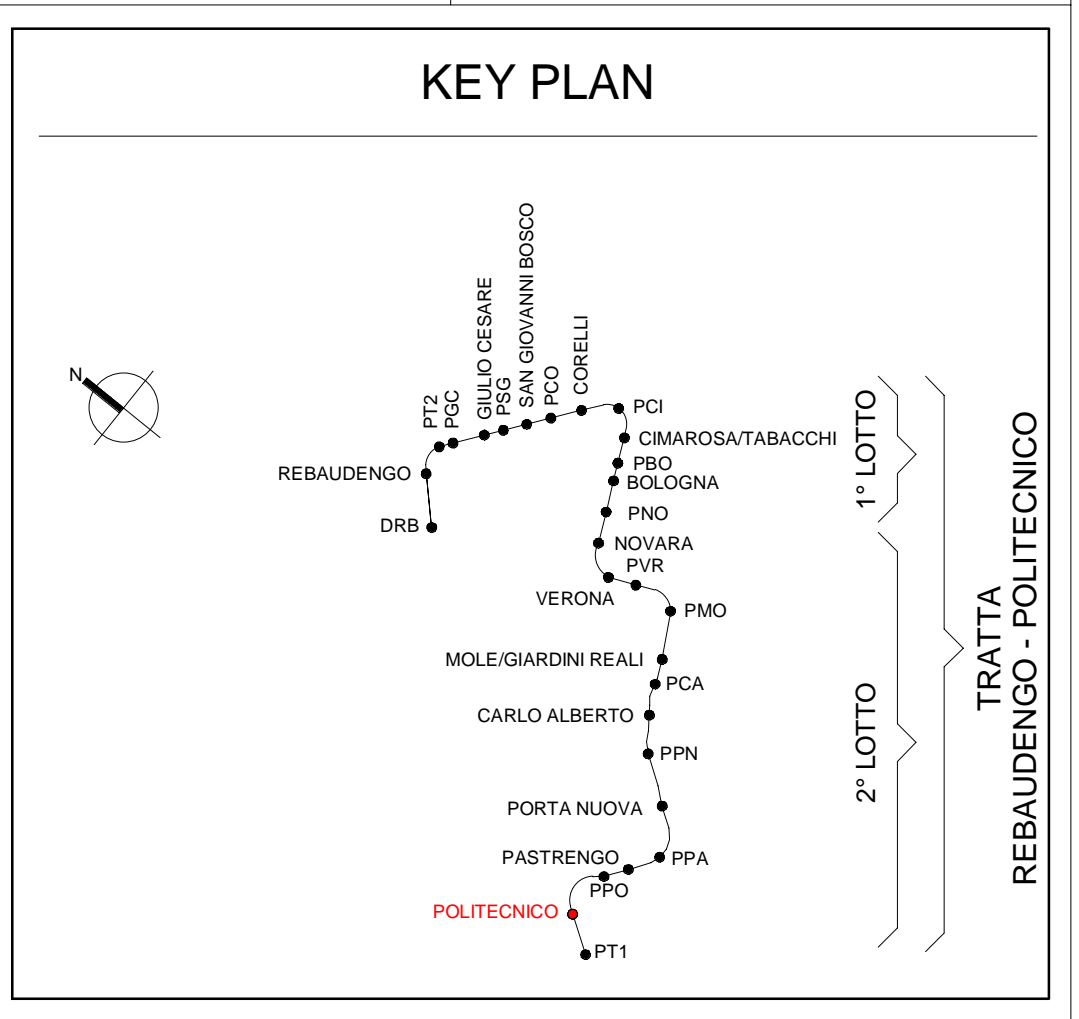 KEY PLAN
N
PT2
PGC
GIULIO CESARE
PSG
SAN GIOVANNI BOSCO
PCO
CORELLI
PCI
CIMAROSA/TABACCHI
REBAUDENGO
PBO
BOLOGNA
DRB
PNO
NOVARA
PVR
VERONA
PMO
MOLE/GIARDINI REALI
PCA
CARLO ALBERTO
PPN
PORTA NUOVA
PASTRENGO
PPA
PPO
POLITECNICO
PT1
1° LOTTO
2° LOTTO
TRATTA
REBAUDENGO - POLITECNICO